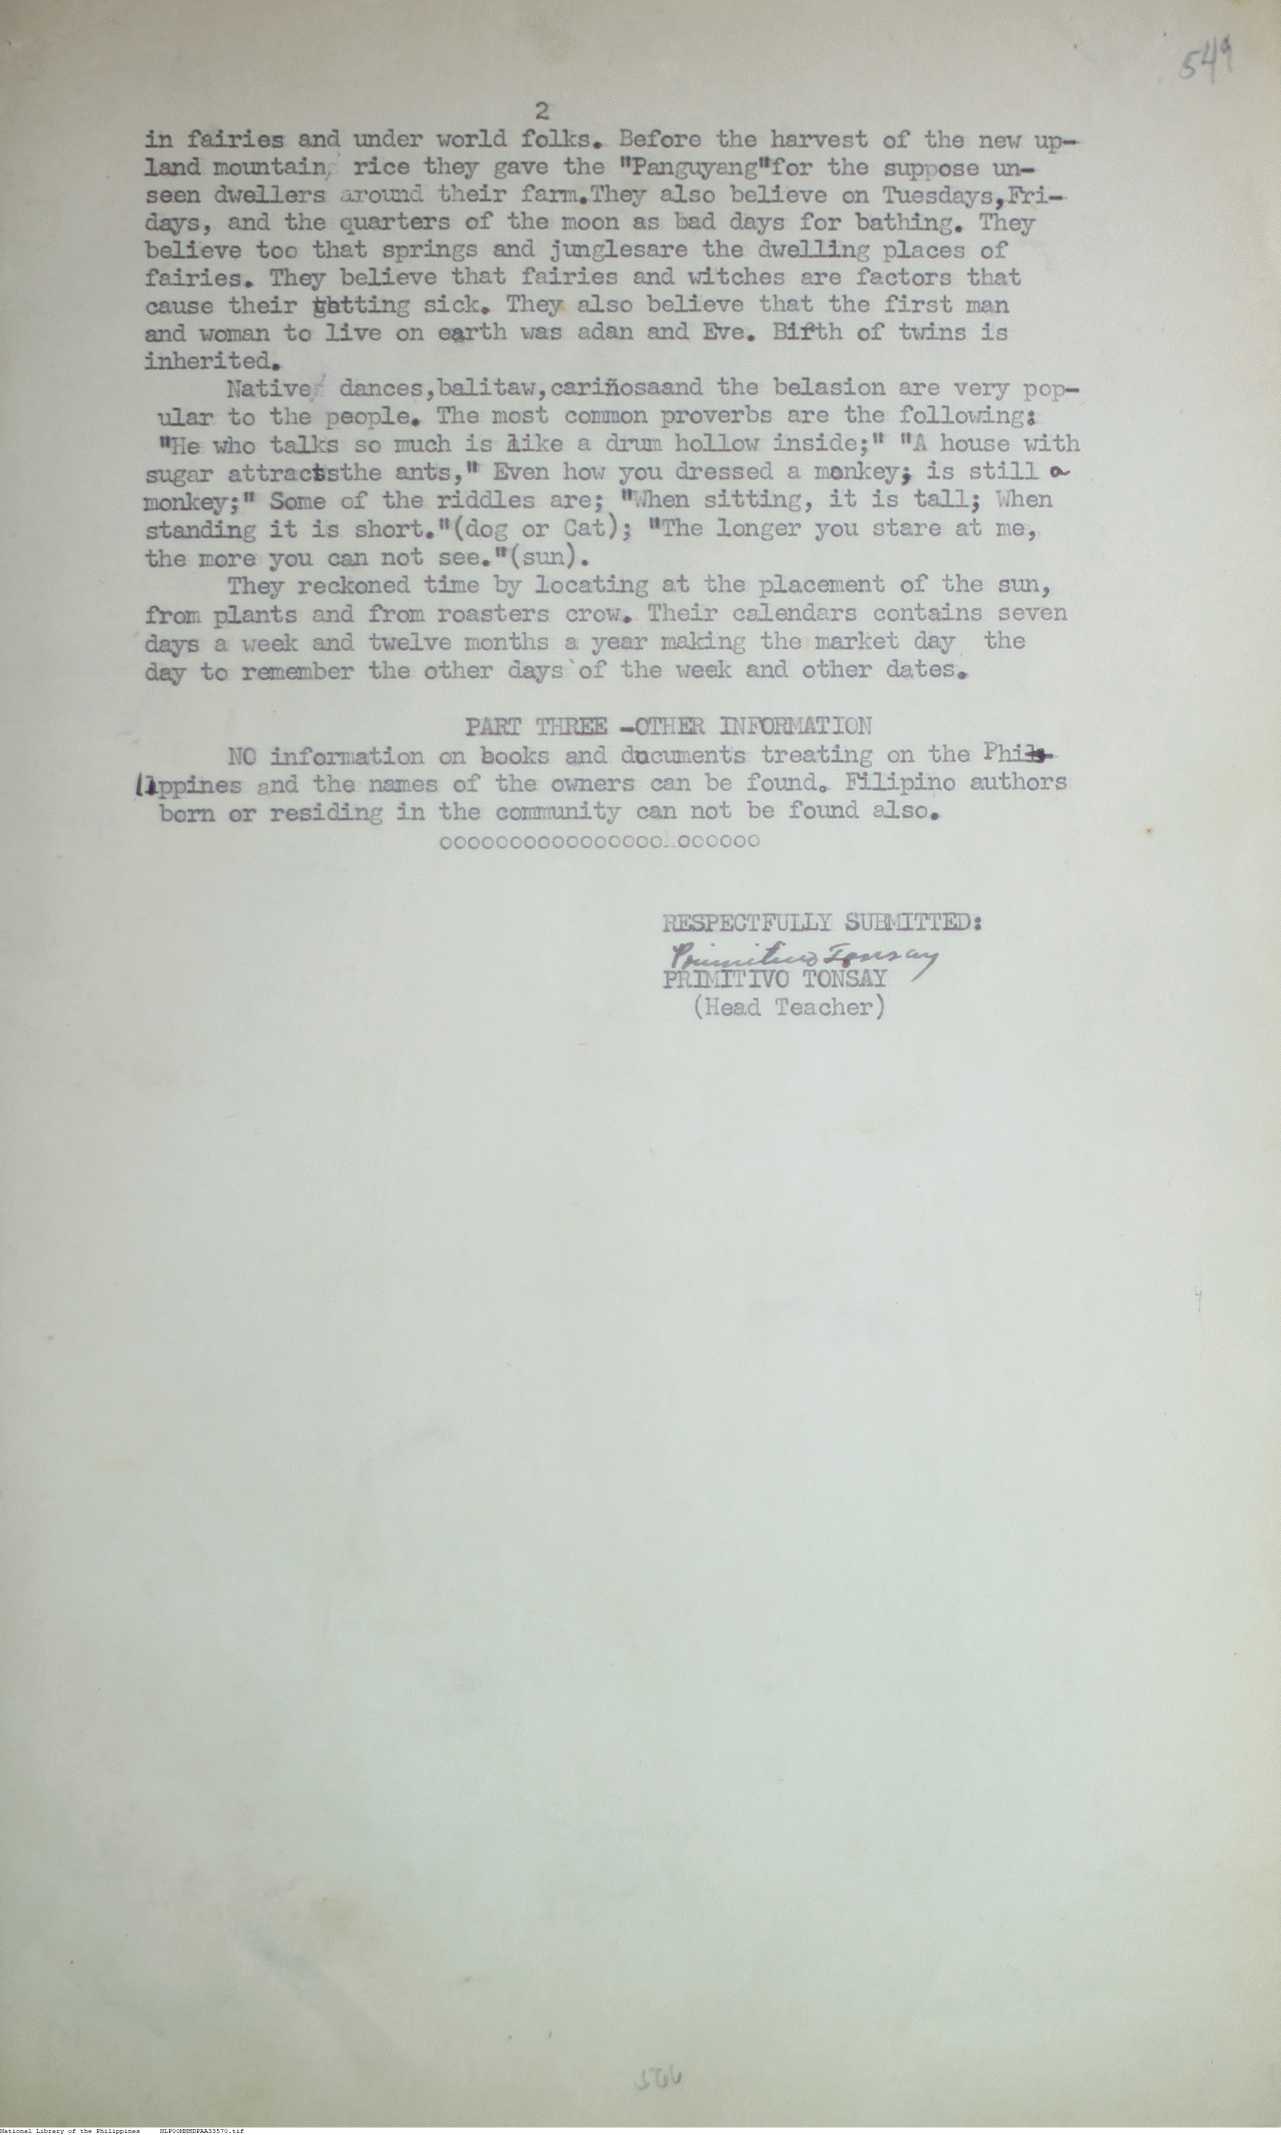 549
2
in fairies and under world folks. Before the harvest of the new up-
land mountain, rice they gave the "Panguyang"for the suppose un-
seen dwellers around their farm.They also believe on Tuesdays,Fri-
days, and the quarters of the moon as bad days for bathing. They
believe too that springs and junglesare the dwelling places of
fairies. They believe that fairies and witches are factors that
cause their getting sick. They also believe that the first man
and woman to live on earth was adan and Eve. Birth of twins is
inherited.
Native dances,balitaw,cariñosaand the belasion are very pop-
ular to the people. The most common proverbs are the following:
"He who talks so much is like a drum hollow inside;" "A house with
sugar attractsthe ants," Even how you dressed a monkey; is still a
monkey;" Some of the riddles are; "When sitting, it is tall; When
standing it is short."(dog or Cat); "The longer you stare at me,
the more you can not see."(sun).
They reckoned time by locating at the placement of the sun,
from plants and from roasters crow. Their calendars contains seven
days a week and twelve months a year making the market day the
day to remember the other days of the week and other dates.
PART THREE -OTHER INFORMATION
NO information on books and documents treating on the Phil-
ippines and the names of the owners can be found. Filipino authors
born or residing in the community can not be found also.
oooooooooooooooo..oooooo
RESPECTFULLY SUBMITTED:
Primitivo Tonsay
PRIMITIVO TONSAY
(Head Teacher)
National Library of the Philippines